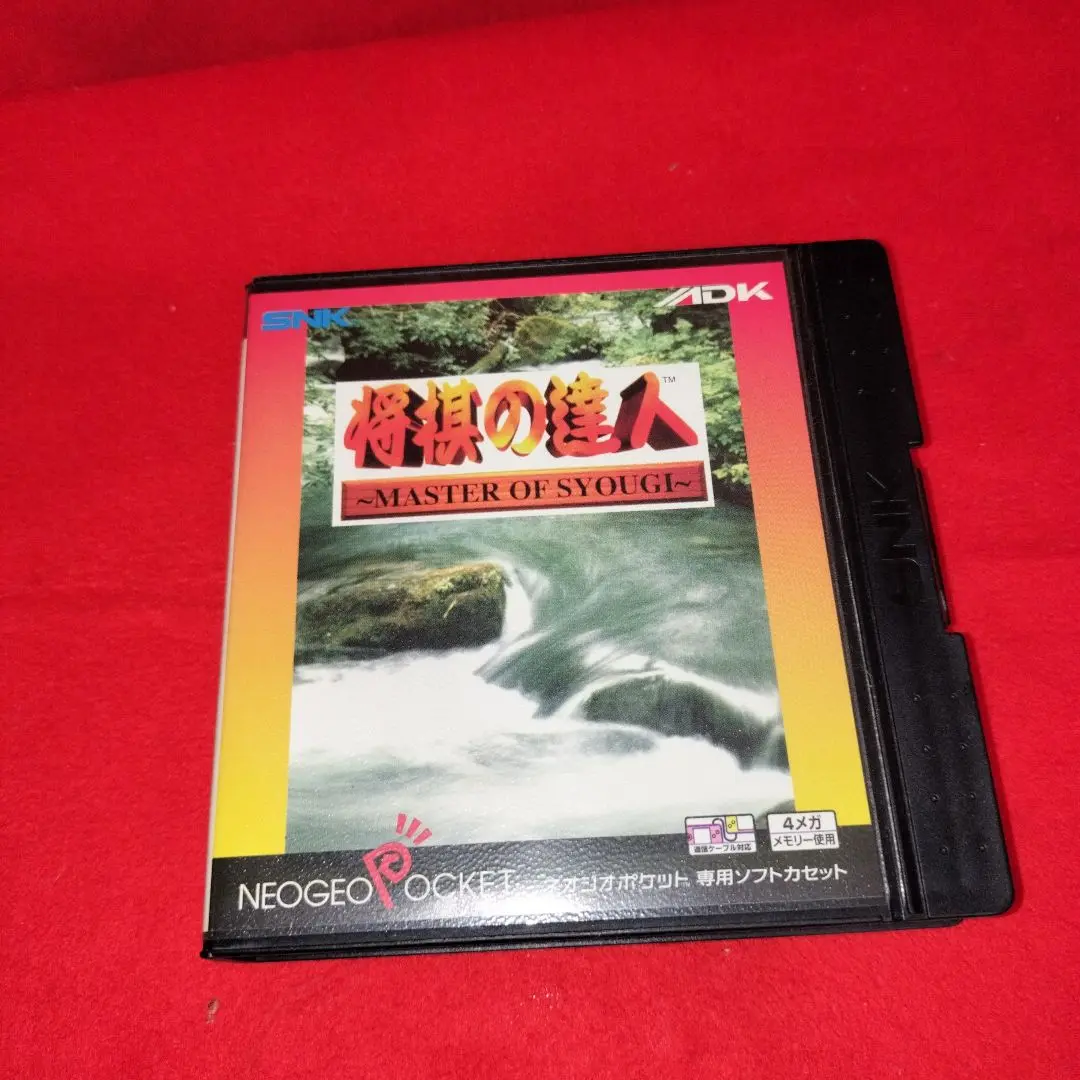 SNK
ADK
将棋の達人™
~MASTER OF SYOUGI~
通信ケーブル対応
4メガ
メモリー使用
NEOGEO POCKET ネオジオポケット 専用ソフトカセット
SNK